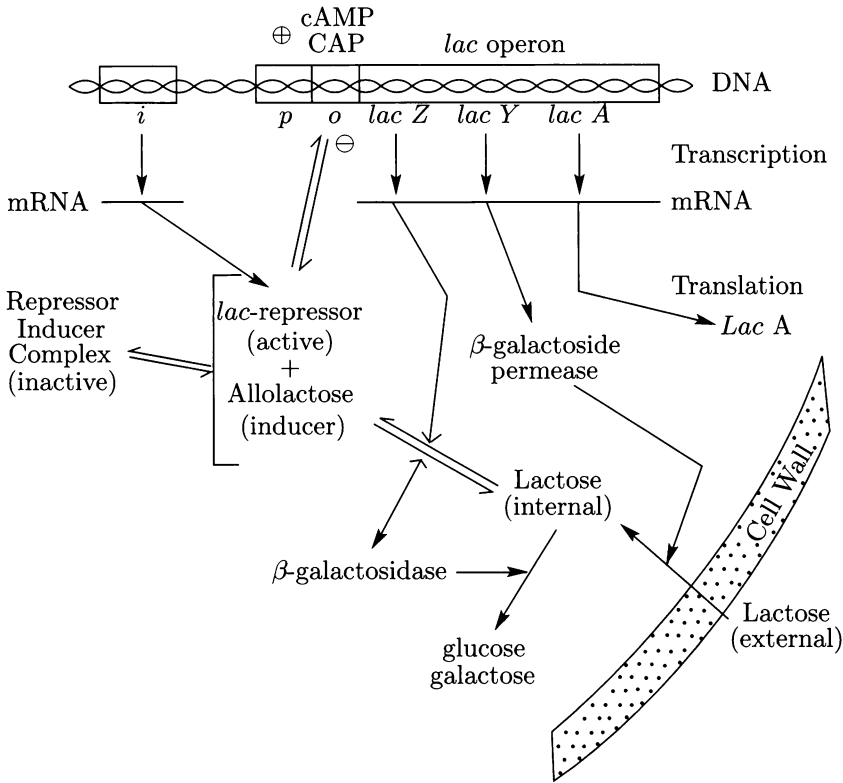 ⊕ cAMP
CAP
lac operon
DNA
i
p
o
lac Z
lac Y
lac A
⊖
Transcription
mRNA
mRNA
Translation
Lac A
Repressor
Inducer
Complex
(inactive)
lac-repressor
(active)
+
Allolactose
(inducer)
β-galactoside
permease
Lactose
(internal)
Cell Wall
β-galactosidase
Lactose
(external)
glucose
galactose